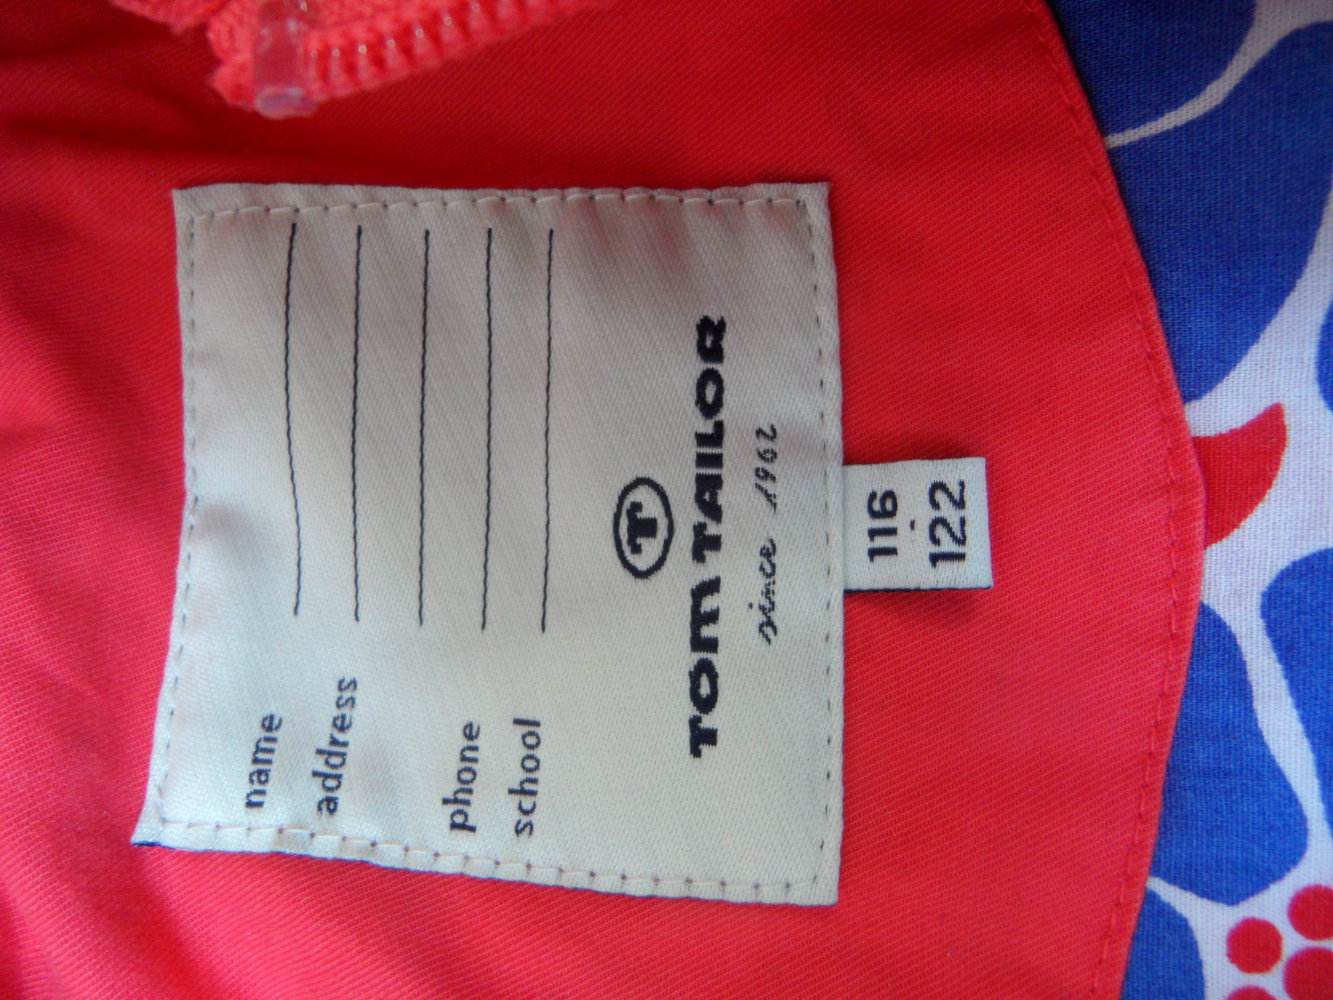 name
address
phone
school
T
TOM TAILOR
since 1962
116
-
122